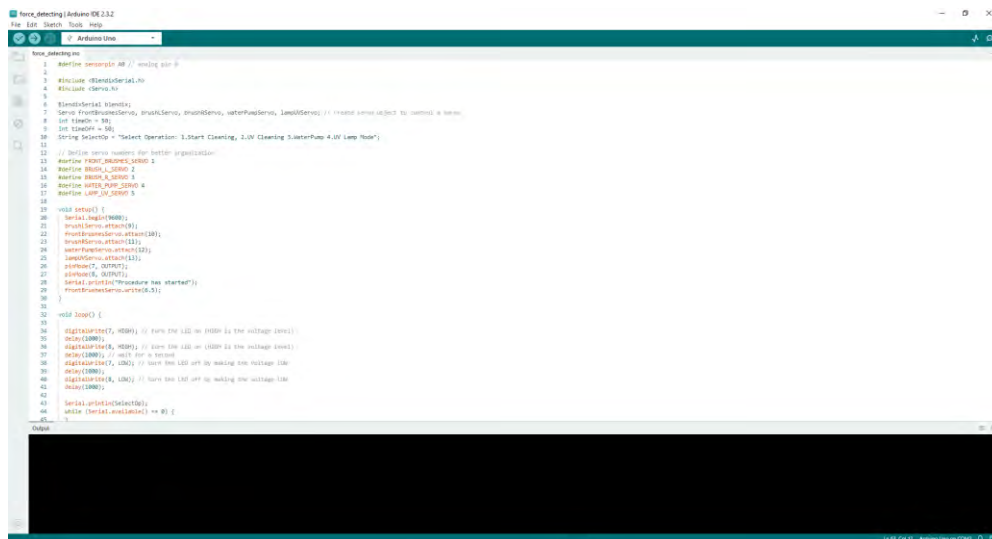 force_detecting | Arduino IDE 2.3.2
File Edit Sketch Tools Help
Arduino Uno
force_detecting.ino
1 #define sensorpin A0 // analog pin 0
2
3 #include <BlendixSerial.h>
4 #include <Servo.h>
5
6 BlendixSerial blendix;
7 Servo frontBrushesServo, brushLServo, brushRServo, waterPumpServo, lampUVServo; // create servo object to control a servo
8 int timeOn = 50;
9 int timeOff = 50;
10 String SelectOp = "Select Operation: 1.Start Cleaning, 2.UV Cleaning 3.WaterPump 4.UV Lamp Mode";
11
12 // Define servo numbers for better organization
13 #define FRONT_BRUSHES_SERVO 1
14 #define BRUSH_L_SERVO 2
15 #define BRUSH_R_SERVO 3
16 #define WATER_PUMP_SERVO 4
17 #define LAMP_UV_SERVO 5
18
19 void setup() {
20 Serial.begin(9600);
21 brushLServo.attach(9);
22 frontBrushesServo.attach(10);
23 brushRServo.attach(11);
24 waterPumpServo.attach(12);
25 lampUVServo.attach(13);
26 pinMode(7, OUTPUT);
27 pinMode(8, OUTPUT);
28 Serial.println("Procedure has started");
29 frontBrushesServo.write(0.5);
30 }
31
32 void loop() {
33
34 digitalWrite(7, HIGH); // turn the LED on (HIGH is the voltage level)
35 delay(1000);
36 digitalWrite(8, HIGH); // turn the LED on (HIGH is the voltage level)
37 delay(1000); // wait for a second
38 digitalWrite(7, LOW); // turn the LED off by making the voltage LOW
39 delay(1000);
40 digitalWrite(8, LOW); // turn the LED off by making the voltage LOW
41 delay(1000);
42
43 Serial.println(SelectOp);
44 while (Serial.available() == 0) {
45 }
Output